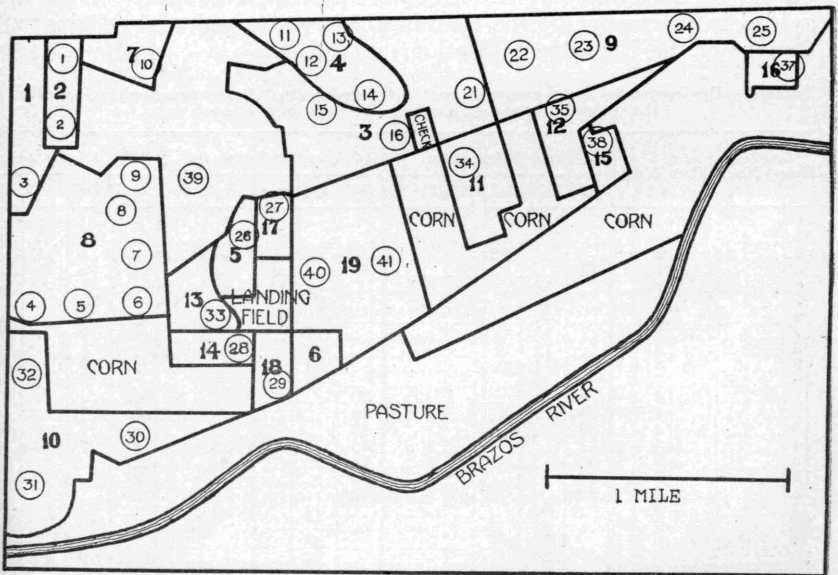 24 25
11 13
7 22 23 9
1 10 12 4
1 2 16 37
14 21
15 35
CHECK 12
2 3 16 38
34 15
9 11
3 39
8 27 CORN CORN CORN
26 17
8 5
7 19 41
40
13 LANDING
4 5 6 33 FIELD
14 28 6
32 CORN 18
29
PASTURE
10 30
BRAZOS RIVER
31
1 MILE